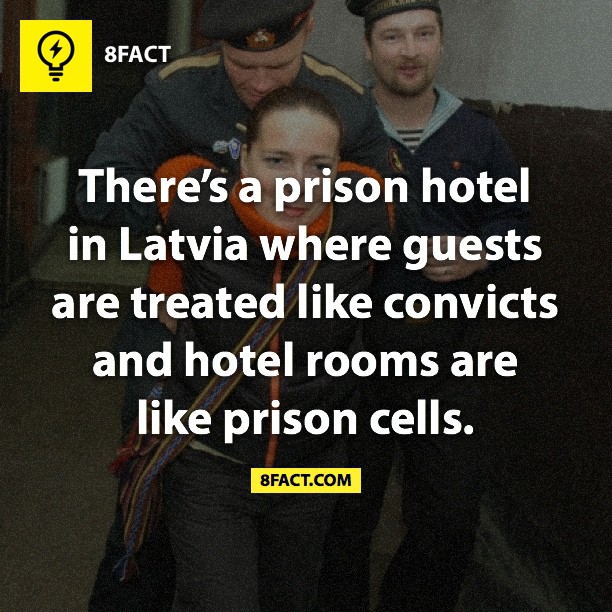 8FACT
There's a prison hotel
in Latvia where guests
are treated like convicts
and hotel rooms are
like prison cells.
8FACT.COM